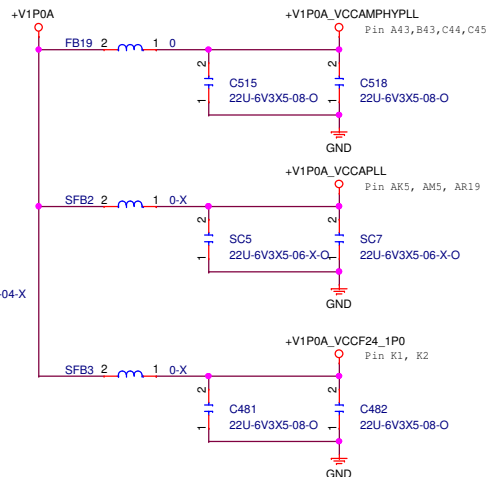 +V1P0A
+V1P0A_VCCAMPHYPLL
Pin A43,B43,C44,C45
FB19 2 1 0
2 C515 2 C518
1 22U-6V3X5-08-O 1 22U-6V3X5-08-O
GND
+V1P0A_VCCAPLL
Pin AK5, AM5, AR19
SFB2 2 1 0-X
2 SC5 2 SC7
1 22U-6V3X5-06-X-O 1 22U-6V3X5-06-X-O
GND
-04-X
+V1P0A_VCCF24_1P0
Pin K1, K2
SFB3 2 1 0-X
2 C481 2 C482
1 22U-6V3X5-08-O 1 22U-6V3X5-08-O
GND